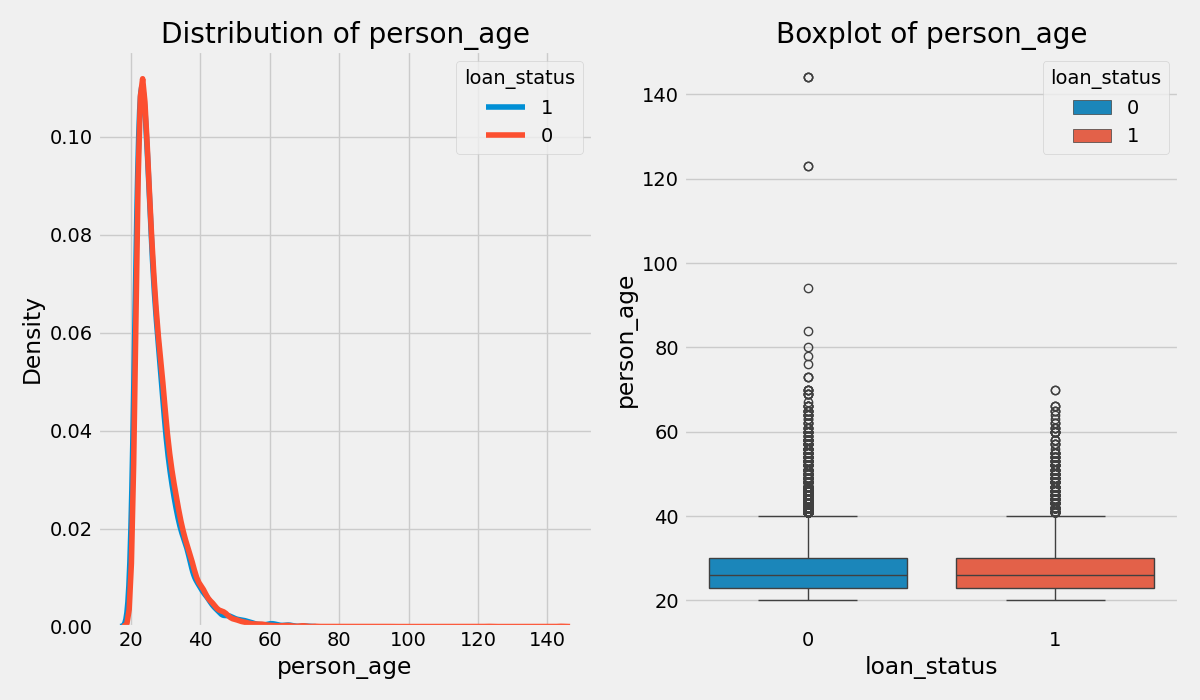 Distribution of person_age
loan_status
1
0
0.10
0.08
0.06
0.04
0.02
0.00
Density
20 40 60 80 100 120 140
person_age
Boxplot of person_age
loan_status
0
1
140
120
100
80
60
40
20
person_age
0 1
loan_status